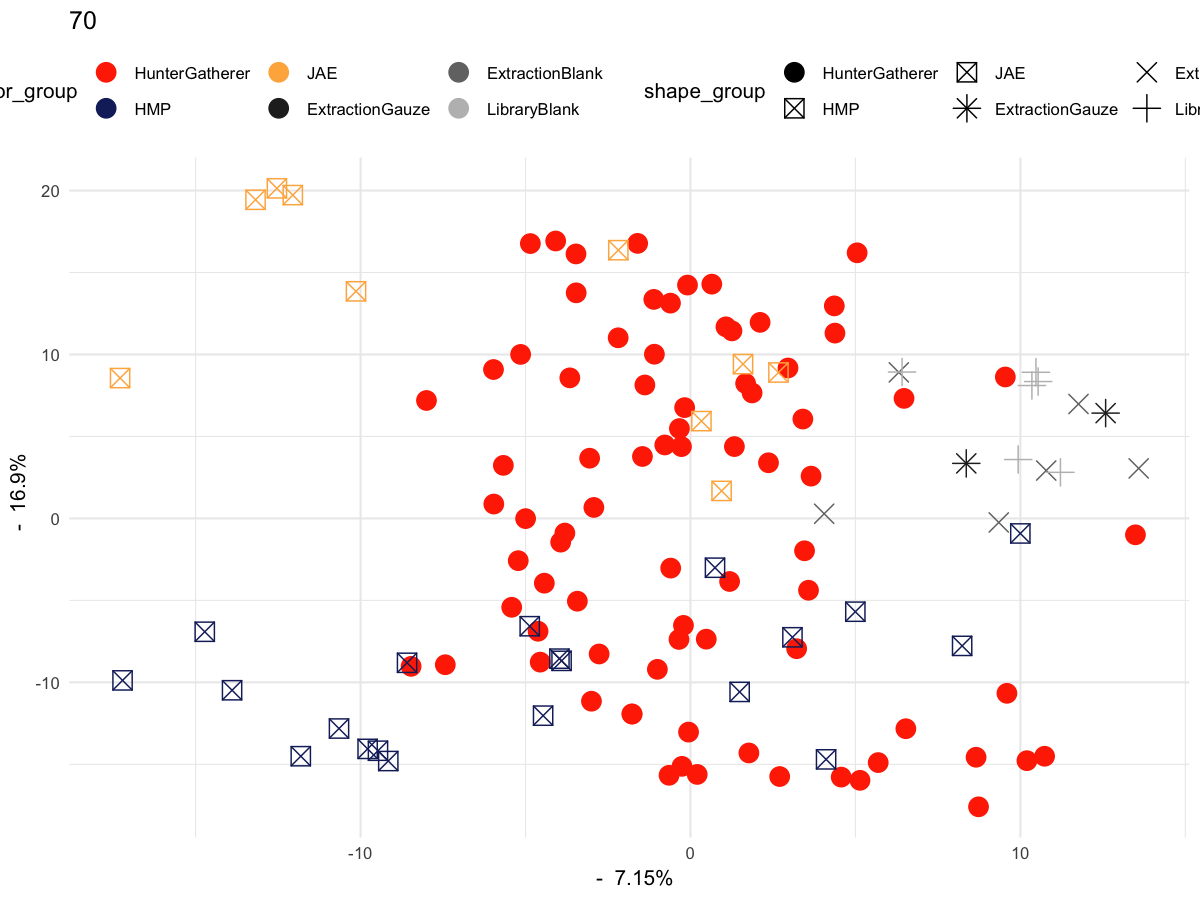 70
or_group
HunterGatherer
JAE
ExtractionBlank
HMP
ExtractionGauze
LibraryBlank
shape_group
HunterGatherer
JAE
Ext
HMP
ExtractionGauze
Libr
20
10
0
-10
- 16.9%
-10
0
10
- 7.15%